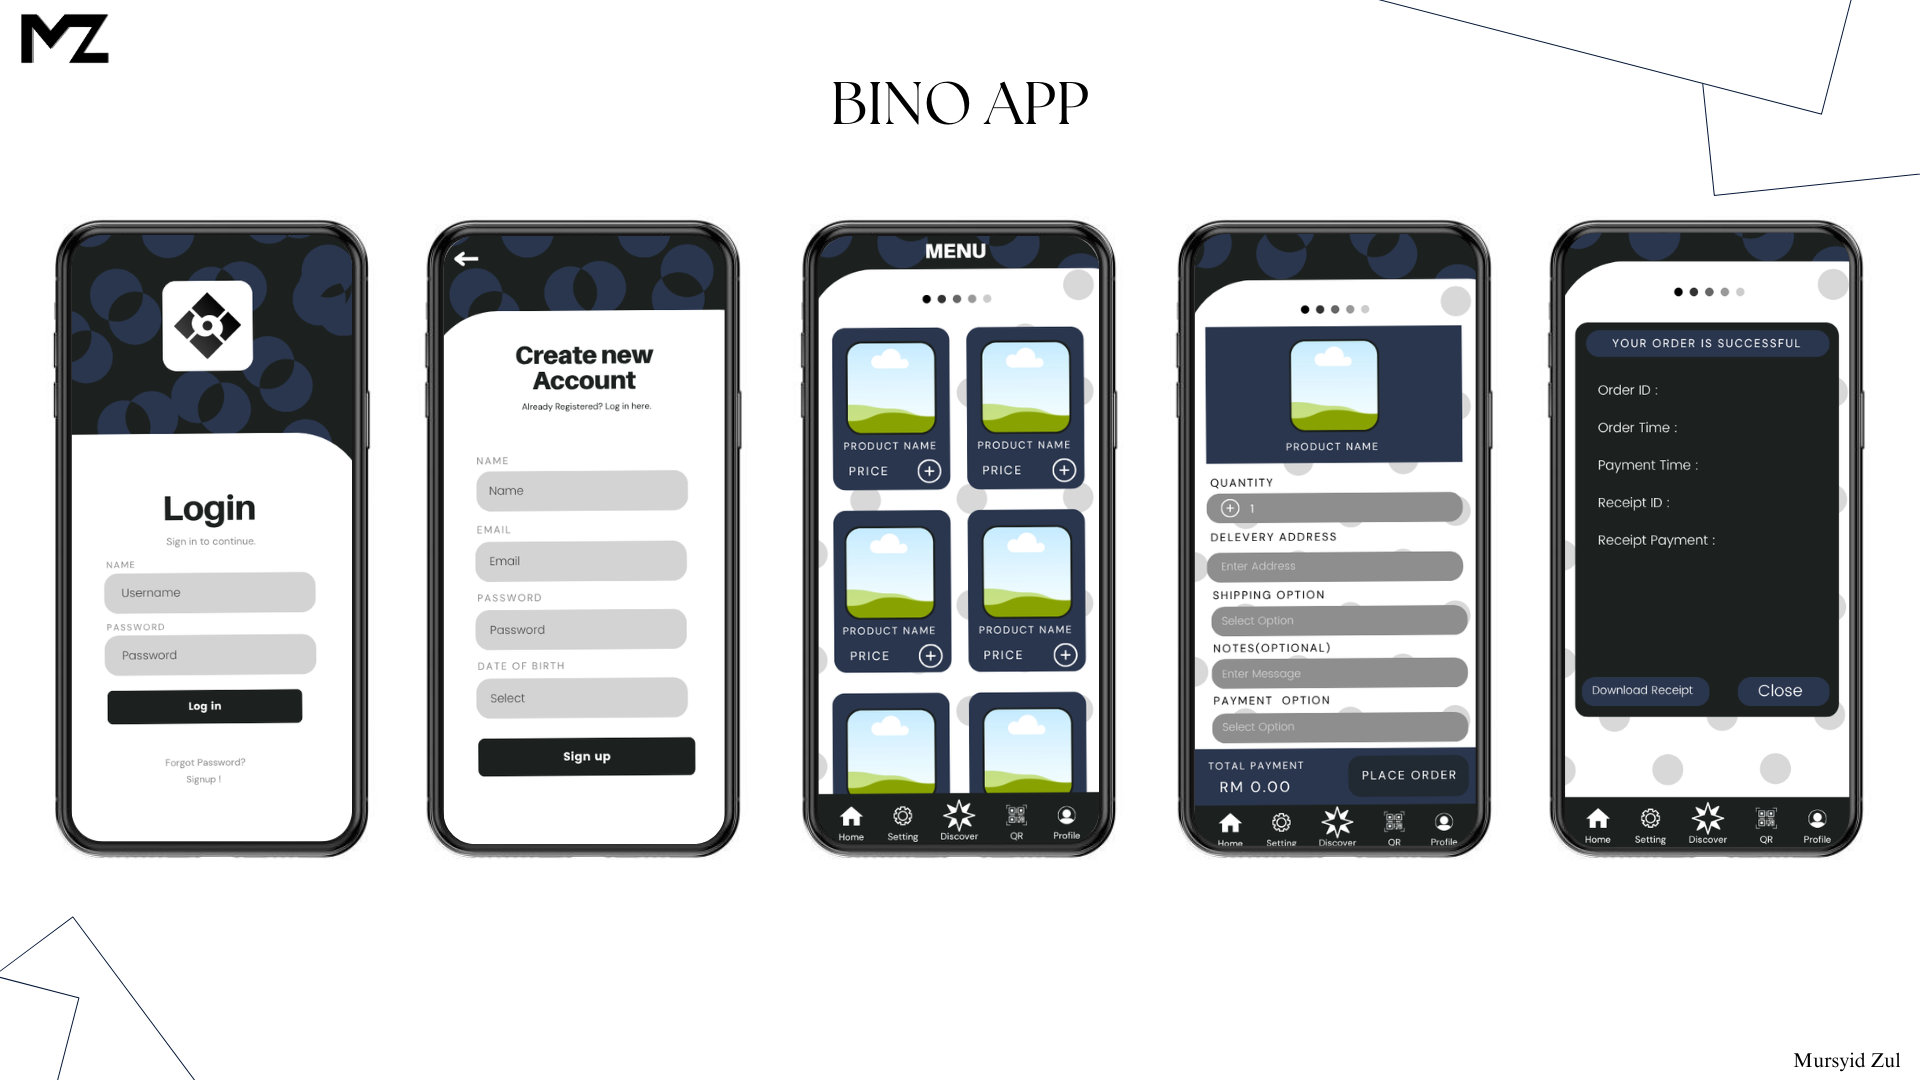 MZ
BINO APP
Login
Sign in to continue.
NAME
Username
PASSWORD
Password
Log in
Forgot Password?
Signup !
Create new
Account
Already Registered? Log in here.
NAME
Name
EMAIL
Email
PASSWORD
Password
DATE OF BIRTH
Select
Sign up
MENU
PRODUCT NAME
PRICE
PRODUCT NAME
PRICE
PRODUCT NAME
PRICE
PRODUCT NAME
PRICE
Home
Setting
Discover
QR
Profile
PRODUCT NAME
QUANTITY
1
DELEVERY ADDRESS
Enter Address
SHIPPING OPTION
Select Option
NOTES(OPTIONAL)
Enter Message
PAYMENT OPTION
Select Option
TOTAL PAYMENT
RM 0.00
PLACE ORDER
Home
Setting
Discover
QR
Profile
YOUR ORDER IS SUCCESSFUL
Order ID :
Order Time :
Payment Time :
Receipt ID :
Receipt Payment :
Download Receipt
Close
Home
Setting
Discover
QR
Profile
Mursyid Zul